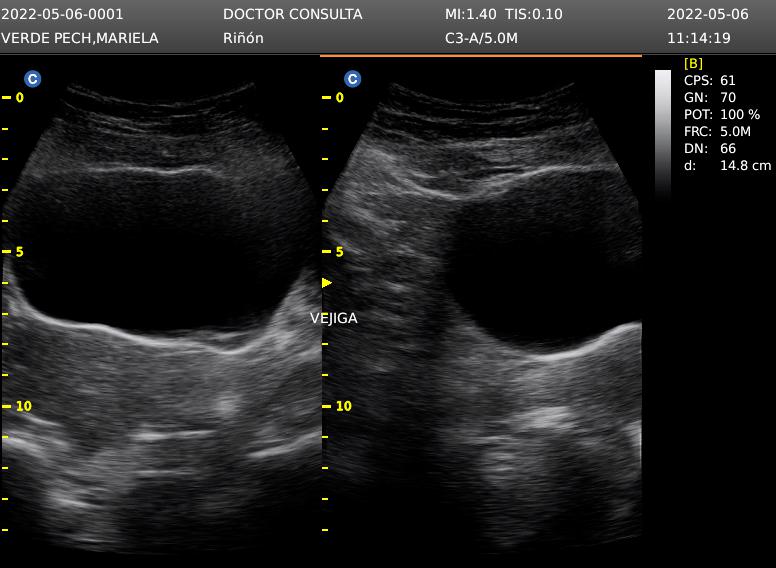 2022-05-06-0001 DOCTOR CONSULTA MI:1.40 TIS:0.10 2022-05-06
VERDE PECH,MARIELA Riñón C3-A/5.0M 11:14:19
[B]
CPS: 61
GN: 70
POT: 100 %
FRC: 5.0M
DN: 66
d: 14.8 cm
C
C
0
0
5
5
VEJIGA
10
10